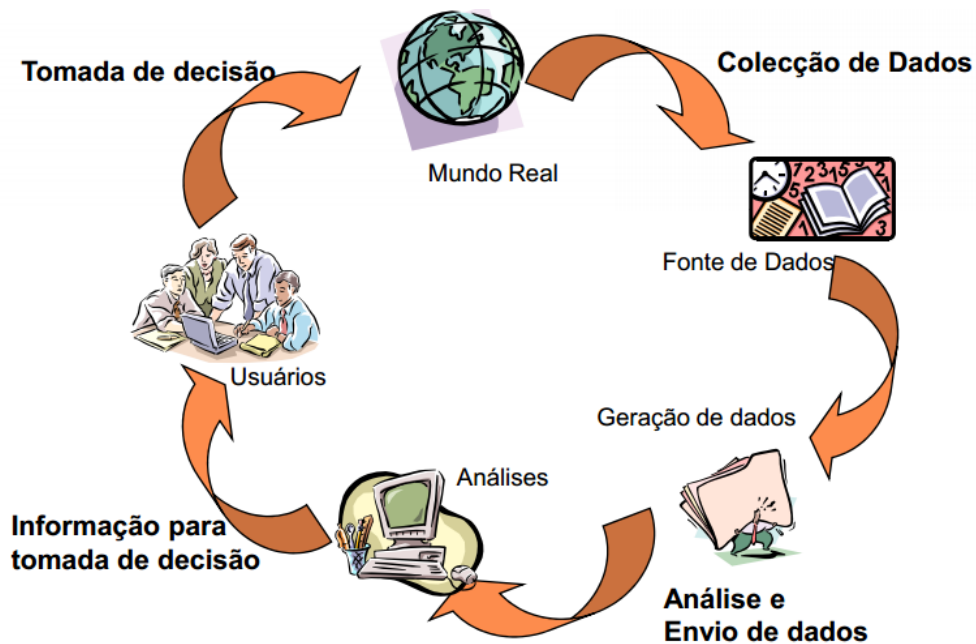 Tomada de decisão
Colecção de Dados
Mundo Real
Fonte de Dados
Usuários
Geração de dados
Análises
Informação para
tomada de decisão
Análise e
Envio de dados